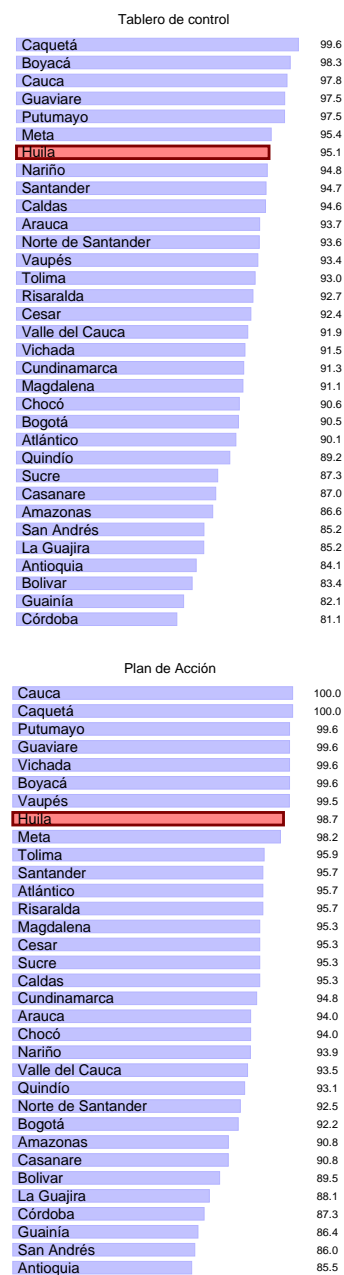 Tablero de control
Caquetá 99.6
Boyacá 98.3
Cauca 97.8
Guaviare 97.5
Putumayo 97.5
Meta 95.4
Huila 95.1
Nariño 94.8
Santander 94.7
Caldas 94.6
Arauca 93.7
Norte de Santander 93.6
Vaupés 93.4
Tolima 93.0
Risaralda 92.7
Cesar 92.4
Valle del Cauca 91.9
Vichada 91.5
Cundinamarca 91.3
Magdalena 91.1
Chocó 90.6
Bogotá 90.5
Atlántico 90.1
Quindío 89.2
Sucre 87.3
Casanare 87.0
Amazonas 86.6
San Andrés 85.2
La Guajira 85.2
Antioquia 84.1
Bolivar 83.4
Guainía 82.1
Córdoba 81.1
Plan de Acción
Cauca 100.0
Caquetá 100.0
Putumayo 99.6
Guaviare 99.6
Vichada 99.6
Boyacá 99.6
Vaupés 99.5
Huila 98.7
Meta 98.2
Tolima 95.9
Santander 95.7
Atlántico 95.7
Risaralda 95.7
Magdalena 95.3
Cesar 95.3
Sucre 95.3
Caldas 95.3
Cundinamarca 94.8
Arauca 94.0
Chocó 94.0
Nariño 93.9
Valle del Cauca 93.5
Quindío 93.1
Norte de Santander 92.5
Bogotá 92.2
Amazonas 90.8
Casanare 90.8
Bolivar 89.5
La Guajira 88.1
Córdoba 87.3
Guainía 86.4
San Andrés 86.0
Antioquia 85.5